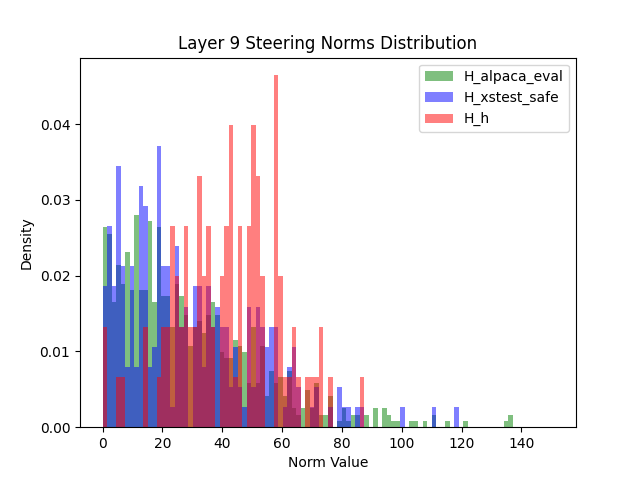 Layer 9 Steering Norms Distribution
H_alpaca_eval
H_xstest_safe
H_h
0.04
0.03
0.02
0.01
0.00
Density
0 20 40 60 80 100 120 140
Norm Value